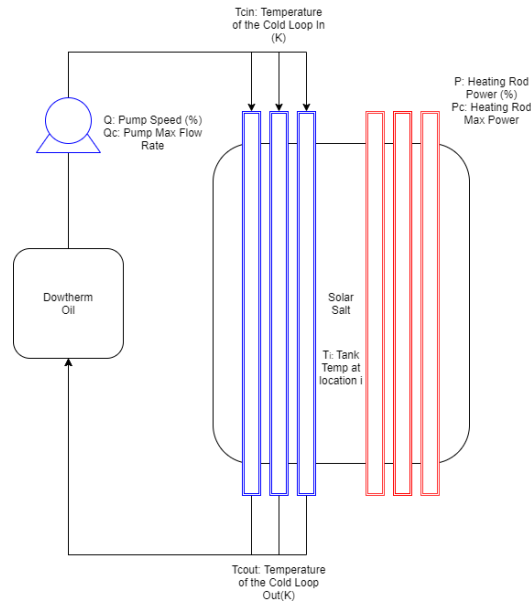 Tcin: Temperature
of the Cold Loop In
(K)
P: Heating Rod
Power (%)
Pc: Heating Rod
Max Power
Q: Pump Speed (%)
Qc: Pump Max Flow
Rate
Dowtherm
Oil
Solar
Salt
Ti: Tank
Temp at
location i
Tcout: Temperature
of the Cold Loop
Out(K)